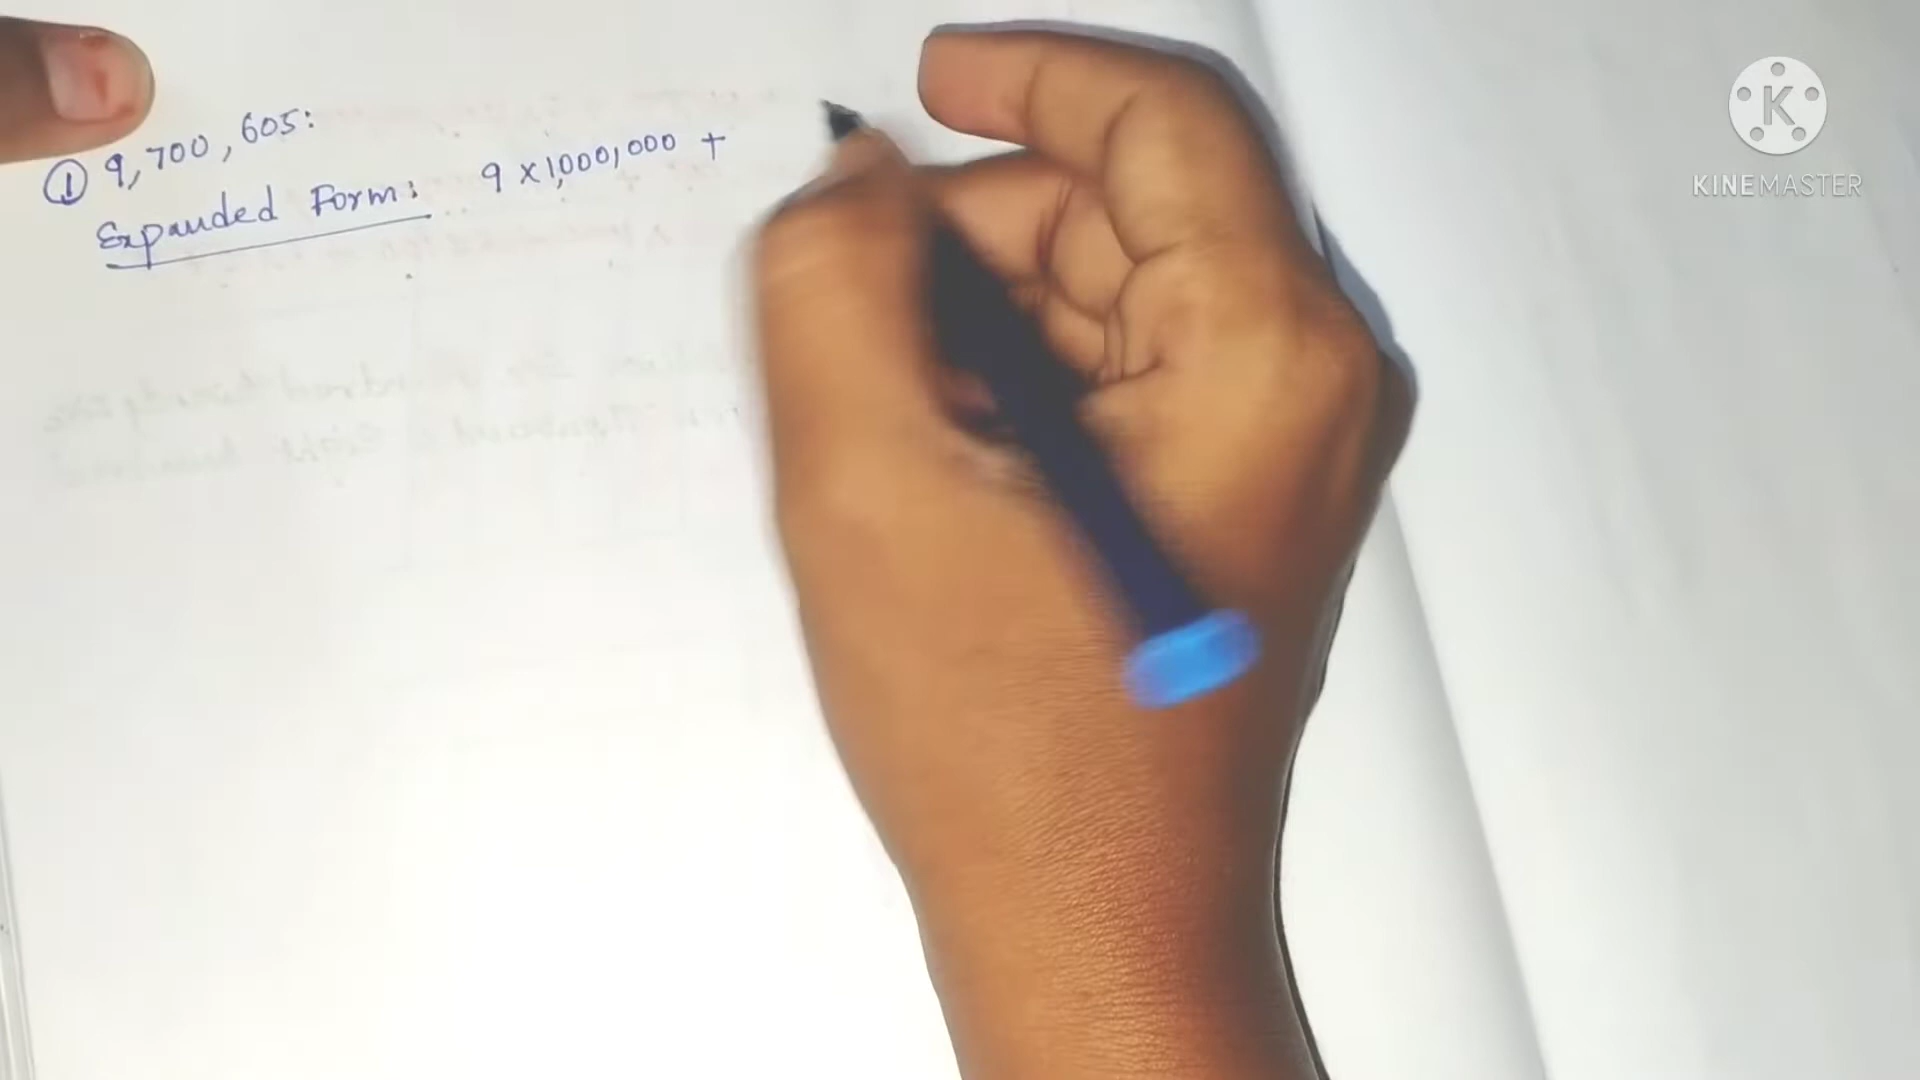 ① 9,700,605:
Expanded Form: 9 × 1,000,000 +
K
KINEMASTER